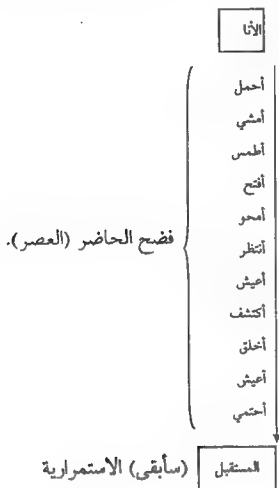 الأنا
أحمل
أمشي
أطمس
أفتح
أمحو
فضح الحاضر (العصر).
أنتظر
أعيش
أكتشف
أخلق
أعيش
أحتمي
المستقبل (سأبقى) الاستمرارية